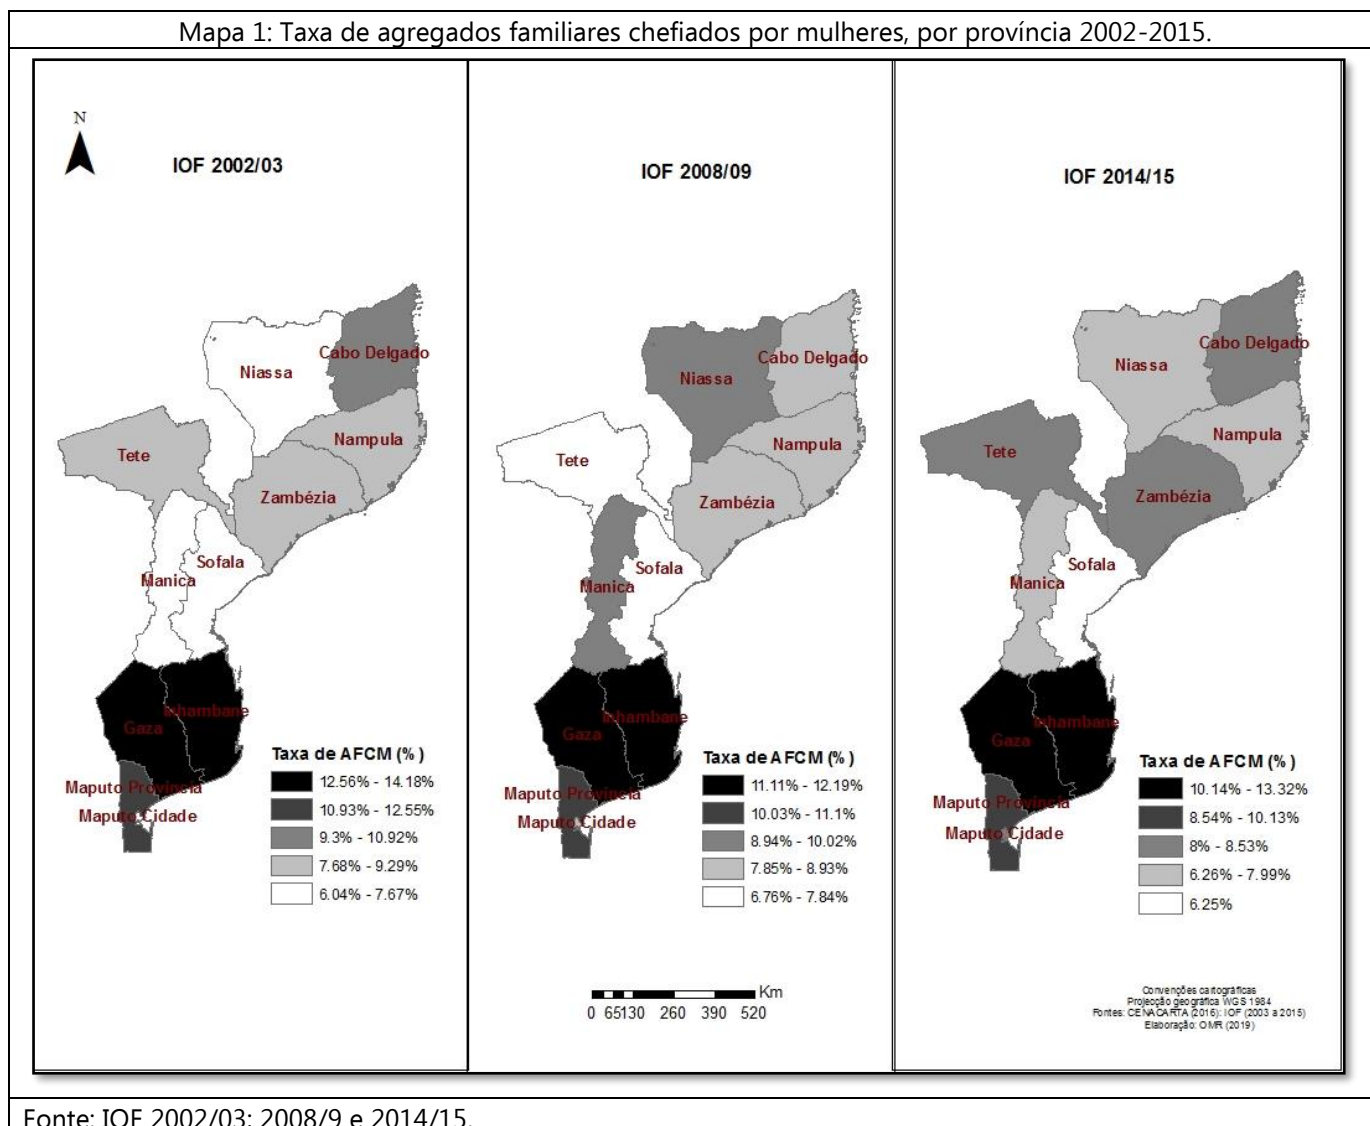 Mapa 1: Taxa de agregados familiares chefiados por mulheres, por província 2002-2015.
N
IOF 2002/03
Cabo Delgado
Niassa
Nampula
Tete
Zambézia
Sofala
Manica
Inhambane
Gaza
Maputo Província
Maputo Cidade
Taxa de AFCM (%)
12.56% - 14.18%
10.93% - 12.55%
9.3% - 10.92%
7.68% - 9.29%
6.04% - 7.67%
IOF 2008/09
Cabo Delgado
Niassa
Nampula
Tete
Zambézia
Sofala
Manica
Inhambane
Gaza
Maputo Província
Maputo Cidade
Taxa de AFCM (%)
11.11% - 12.19%
10.03% - 11.1%
8.94% - 10.02%
7.85% - 8.93%
6.76% - 7.84%
Km
0 65130 260 390 520
IOF 2014/15
Cabo Delgado
Niassa
Nampula
Tete
Zambézia
Sofala
Manica
Inhambane
Gaza
Maputo Província
Maputo Cidade
Taxa de AFCM (%)
10.14% - 13.32%
8.54% - 10.13%
8% - 8.53%
6.26% - 7.99%
6.25%
Convenções cartográficas
Projecção geográfica WGS 1984
Fontes: CENACARTA (2016): IOF (2003 a 2015)
Elaboração: OMR (2019)
Fonte: IOF 2002/03; 2008/9 e 2014/15.